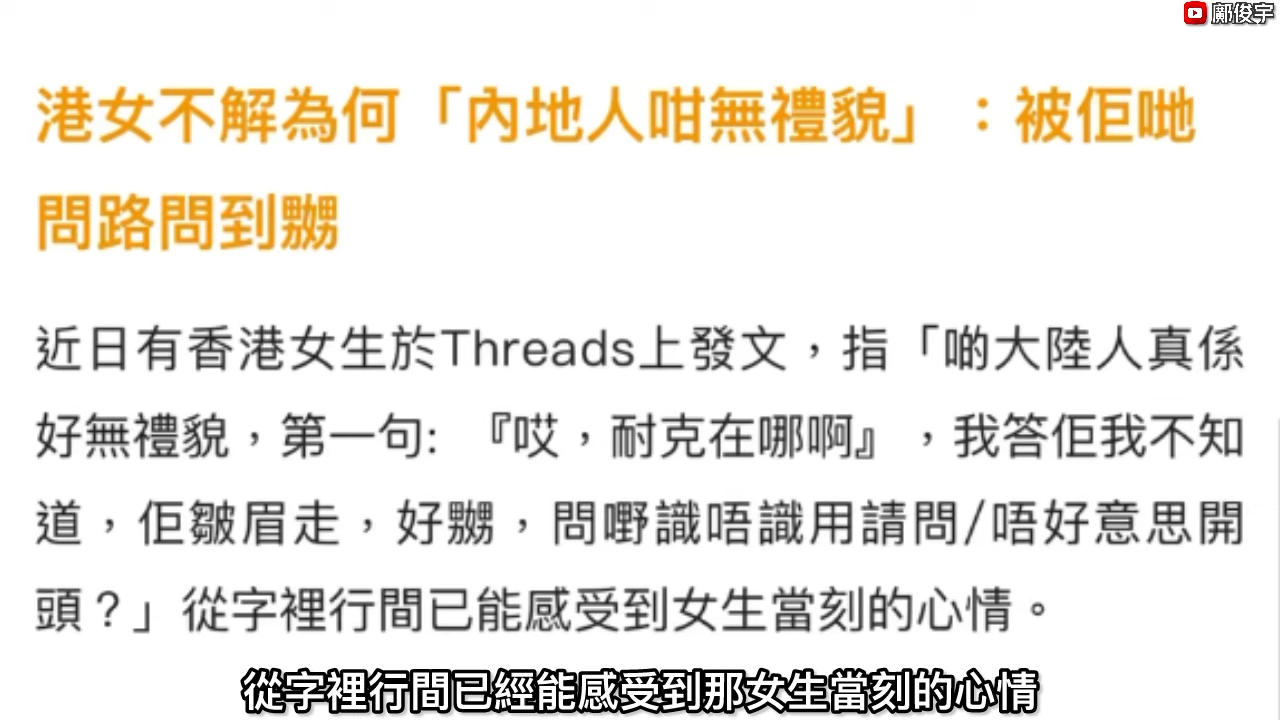 鄺俊宇
港女不解為何「內地人咁無禮貌」：被佢哋
問路問到嬲
近日有香港女生於Threads上發文，指「啲大陸人真係
好無禮貌，第一句: 『哎，耐克在哪啊』，我答佢我不知
道，佢皺眉走，好嬲，問嘢識唔識用請問/唔好意思開
頭？」從字裡行間已能感受到女生當刻的心情。
從字裡行間已經能感受到那女生當刻的心情